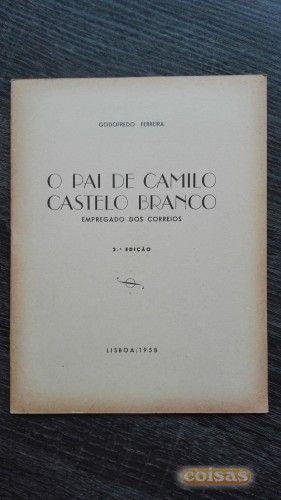 GODOFREDO FERREIRA
O PAI DE CAMILO
CASTELO BRANCO
EMPREGADO DOS CORREIOS
2.ª EDIÇÃO
LISBOA/1958
coisas